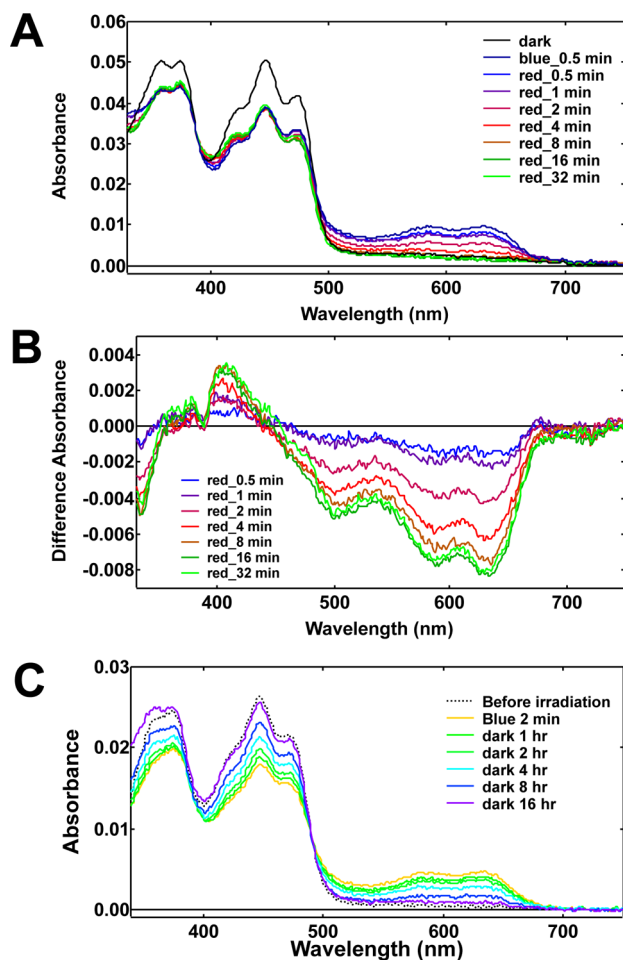 A
Absorbance
0.06
0.05
0.04
0.03
0.02
0.01
0.00
dark
blue_0.5 min
red_0.5 min
red_1 min
red_2 min
red_4 min
red_8 min
red_16 min
red_32 min
400
500
600
700
Wavelength (nm)
B
Difference Absorbance
0.004
0.002
0.000
-0.002
-0.004
-0.006
-0.008
red_0.5 min
red_1 min
red_2 min
red_4 min
red_8 min
red_16 min
red_32 min
400
500
600
700
Wavelength (nm)
C
Absorbance
0.03
0.02
0.01
0.00
Before irradiation
Blue 2 min
dark 1 hr
dark 2 hr
dark 4 hr
dark 8 hr
dark 16 hr
400
500
600
700
Wavelength (nm)